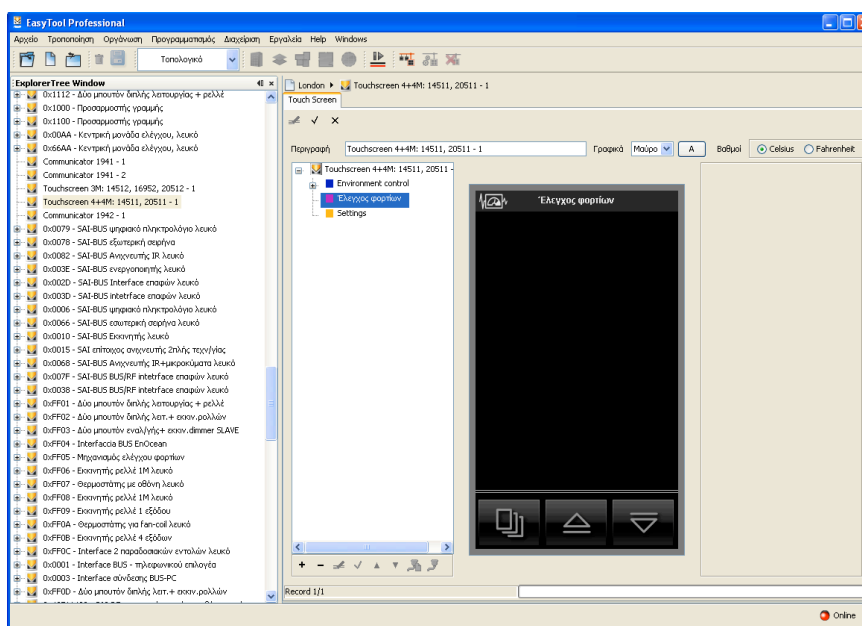 EasyTool Professional
Αρχείο Τροποποίηση Οργάνωση Προγραμματισμός Διαχείριση Εργαλεία Help Windows
Τοπολογικό
ExplorerTree Window
0x1112 - Δύο μπουτόν διπλής λειτουργίας + ρελλέ
0x1000 - Προσαρμοστής γραμμής
0x1100 - Προσαρμοστής γραμμής
0x00AA - Κεντρική μονάδα ελέγχου, λευκό
0x66AA - Κεντρική μονάδα ελέγχου, λευκό
Communicator 1941 - 1
Communicator 1941 - 2
Touchscreen 3M: 14512, 16952, 20512 - 1
Touchscreen 4+4M: 14511, 20511 - 1
Communicator 1942 - 1
0x0079 - SAI-BUS ψηφιακό πληκτρολόγιο λευκό
0x0078 - SAI-BUS εξωτερική σειρήνα
0x0082 - SAI-BUS Ανιχνευτής IR λευκό
0x003E - SAI-BUS ενεργοποιητής λευκό
0x002D - SAI-BUS Interface επαφών λευκό
0x003D - SAI-BUS intetrface επαφών λευκό
0x0006 - SAI-BUS ψηφιακό πληκτρολόγιο λευκό
0x0066 - SAI-BUS εσωτερική σειρήνα λευκό
0x0010 - SAI-BUS Εκκινητής λευκό
0x0015 - SAI επίτοιχος ανιχνευτής 2πλής τεχν/γίας
0x0068 - SAI-BUS Ανιχνευτής IR+μικροκύματα λευκό
0x007F - SAI-BUS BUS/RF intetrface επαφών λευκό
0x0038 - SAI-BUS BUS/RF intetrface επαφών λευκό
0xFF01 - Δύο μπουτόν διπλής λειτουργίας + ρελλέ
0xFF02 - Δύο μπουτόν διπλής λειτ.+ εκκιν.ρολλών
0xFF03 - Δύο μπουτόν εναλ/γής+ εκκιν.dimmer SLAVE
0xFF04 - Interfaccia BUS EnOcean
0xFF05 - Μηχανισμός ελέγχου φορτίων
0xFF06 - Εκκινητής ρελλέ 1M λευκό
0xFF07 - Θερμοστάτης με οθόνη λευκό
0xFF08 - Εκκινητής ρελλέ 1M λευκό
0xFF09 - Εκκινητής ρελλέ 1 εξόδου
0xFF0A - Θερμοστάτης για fan-coil λευκό
0xFF0B - Εκκινητής ρελλέ 4 εξόδων
0xFF0C - Interface 2 παραδοσιακών εντολών λευκό
0x0001 - Interface BUS - τηλεφωνικού επιλογέα
0x0003 - Interface σύνδεσης BUS-PC
0xFF0D - Δύο μπουτόν διπλής λειτ.+ εκκιν.ρολλών
London Touchscreen 4+4M: 14511, 20511 - 1
Touch Screen
Περιγραφή Touchscreen 4+4M: 14511, 20511 - 1 Γραφικά Μαύρο A Βαθμοί Celsius Fahrenheit
Touchscreen 4+4M: 14511, 20511 -
Environment control
Έλεγχος φορτίων
Settings
Έλεγχος φορτίων
Record 1/1
Online